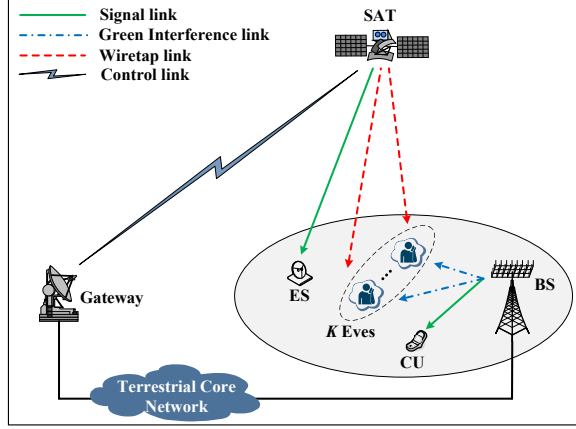 Signal link
Green Interference link
Wiretap link
Control link
SAT
Gateway
ES
K Eves
CU
BS
Terrestrial Core
Network